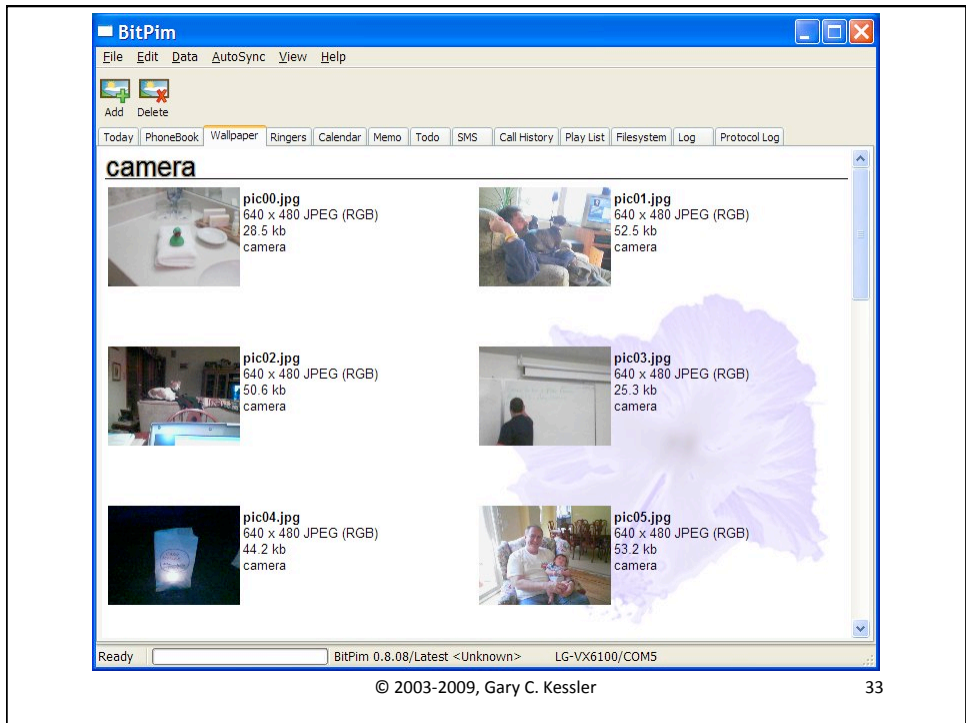 BitPim
File Edit Data AutoSync View Help
Add Delete
Today PhoneBook Wallpaper Ringers Calendar Memo Todo SMS Call History Play List Filesystem Log Protocol Log
camera
pic00.jpg
640 x 480 JPEG (RGB)
28.5 kb
camera
pic01.jpg
640 x 480 JPEG (RGB)
52.5 kb
camera
pic02.jpg
640 x 480 JPEG (RGB)
50.6 kb
camera
pic03.jpg
640 x 480 JPEG (RGB)
25.3 kb
camera
pic04.jpg
640 x 480 JPEG (RGB)
44.2 kb
camera
pic05.jpg
640 x 480 JPEG (RGB)
53.2 kb
camera
Ready BitPim 0.8.08/Latest <Unknown> LG-VX6100/COM5
© 2003-2009, Gary C. Kessler 33